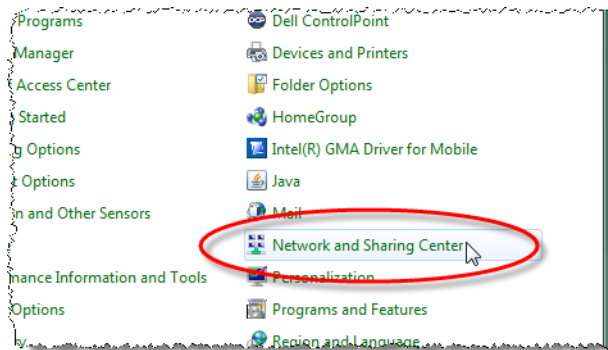 Programs
Dell ControlPoint
Manager
Devices and Printers
Access Center
Folder Options
Started
HomeGroup
g Options
Intel(R) GMA Driver for Mobile
Options
Java
n and Other Sensors
Mail
Network and Sharing Center
mance Information and Tools
Personalization
Options
Programs and Features
Region and Language